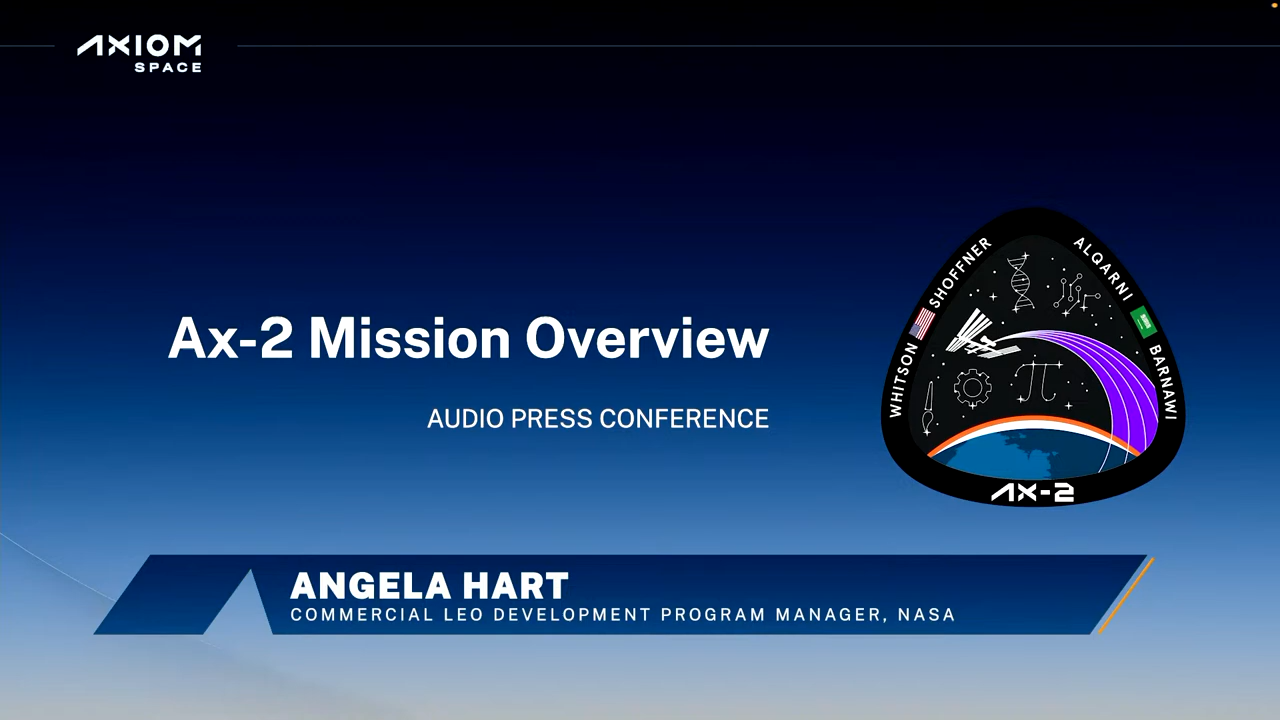 AXIOM
SPACE
Ax-2 Mission Overview
AUDIO PRESS CONFERENCE
WHITSON
SHOFFNER
ALQARNI
BARNAWI
π
AX-2
ANGELA HART
COMMERCIAL LEO DEVELOPMENT PROGRAM MANAGER, NASA